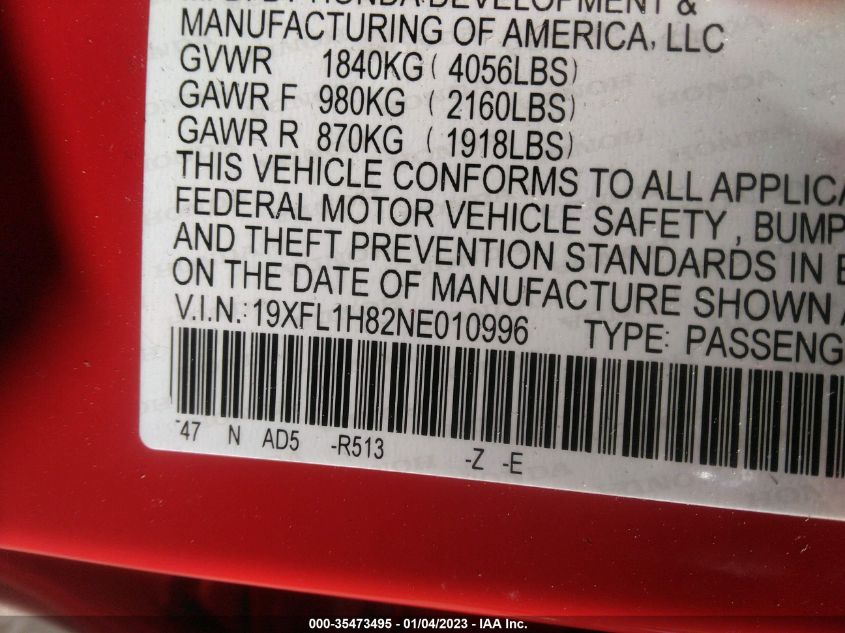 HONDA DEVELOPMENT &
MANUFACTURING OF AMERICA, LLC
GVWR 1840KG ( 4056LBS)
GAWR F 980KG ( 2160LBS)
GAWR R 870KG ( 1918LBS)
THIS VEHICLE CONFORMS TO ALL APPLICA
FEDERAL MOTOR VEHICLE SAFETY , BUMP
AND THEFT PREVENTION STANDARDS IN E
ON THE DATE OF MANUFACTURE SHOWN A
V.I.N.: 19XFL1H82NE010996 TYPE: PASSENG
47 N AD5 -R513 -Z -E
000-35473495 - 01/04/2023 - IAA Inc.